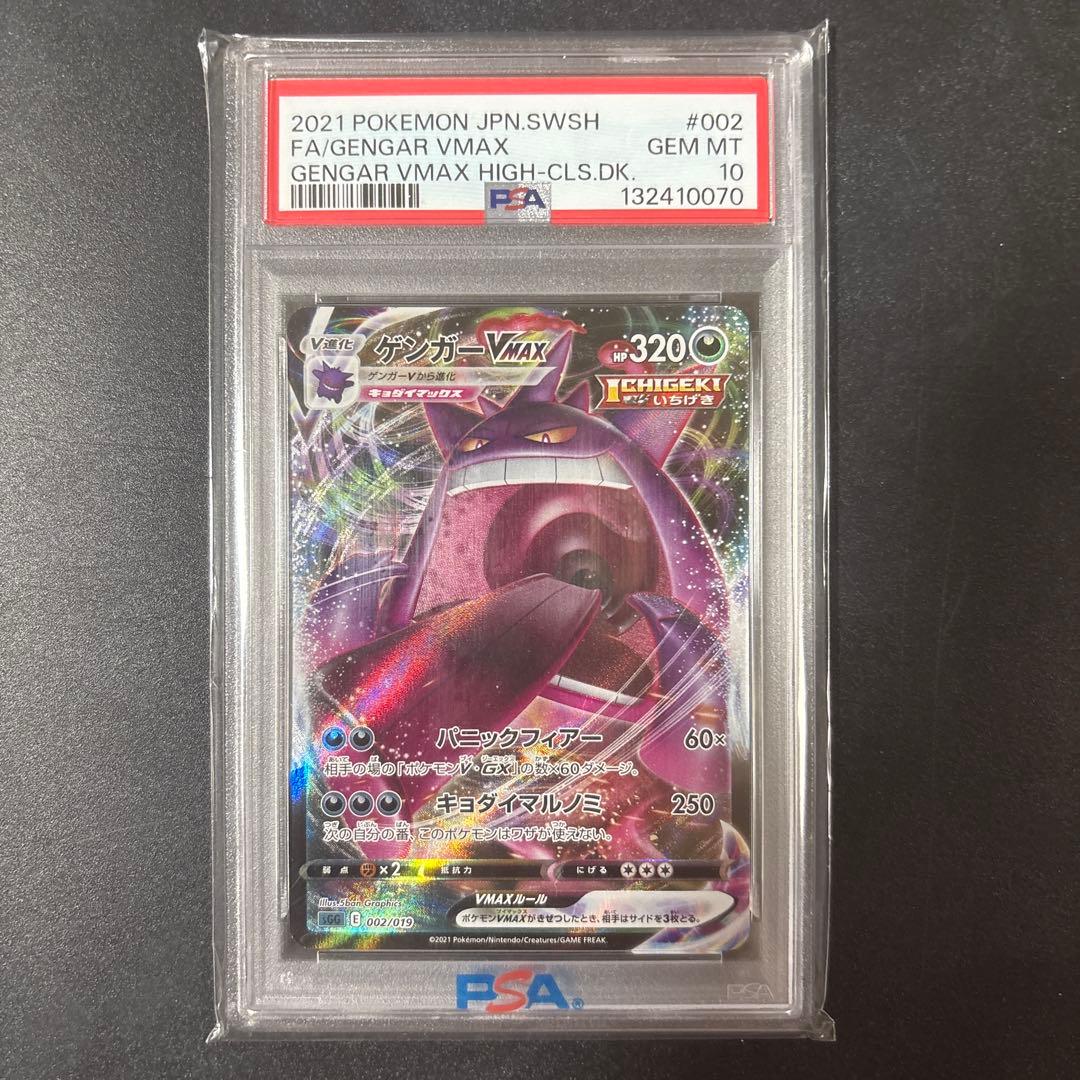 2021 POKEMON JPN.SWSH #002
FA/GENGAR VMAX GEM MT
GENGAR VMAX HIGH-CLS.DK. 10
PSA 132410070
V進化 ゲンガーVMAX HP 320
ゲンガーVから進化
キョダイマックス
ICHIGEKI
いちげき
パニックフィアー 60×
相手の場の「ポケモンV・GX」の数×60ダメージ。
キョダイマルノミ 250
次の自分の番、このポケモンはワザが使えない。
弱点 ×2 抵抗力 にげる
Illus. 5ban Graphics
VMAXルール
sGG E 002/019
ポケモンVMAXがきぜつしたとき、相手はサイドを3枚とる。
©2021 Pokémon/Nintendo/Creatures/GAME FREAK
PSA®
PSA